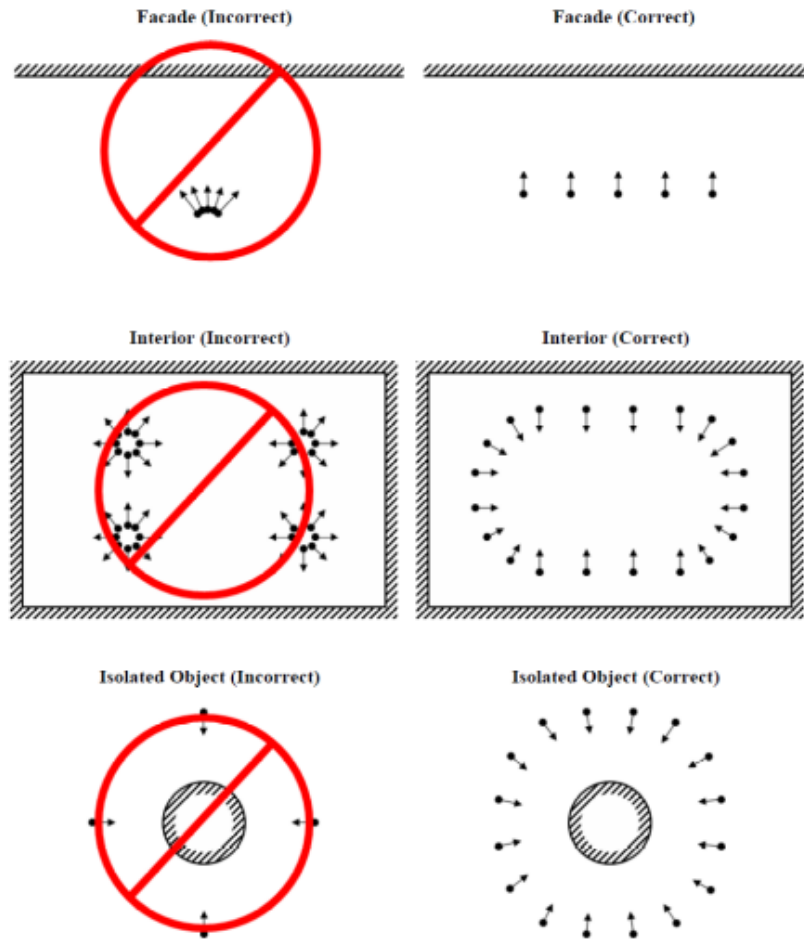 Facade (Incorrect)
Facade (Correct)
Interior (Incorrect)
Interior (Correct)
Isolated Object (Incorrect)
Isolated Object (Correct)